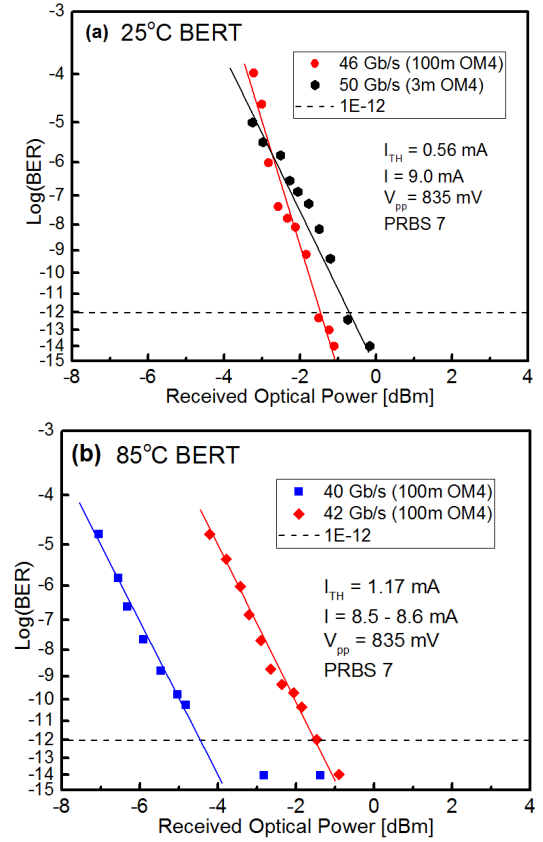 (a) 25°C BERT
46 Gb/s (100m OM4)
50 Gb/s (3m OM4)
1E-12
I_TH = 0.56 mA
I = 9.0 mA
V_pp = 835 mV
PRBS 7
Log(BER)
-3
-4
-5
-6
-7
-8
-9
-10
-11
-12
-13
-14
-15
-8 -6 -4 -2 0 2 4
Received Optical Power [dBm]
(b) 85°C BERT
40 Gb/s (100m OM4)
42 Gb/s (100m OM4)
1E-12
I_TH = 1.17 mA
I = 8.5 - 8.6 mA
V_pp = 835 mV
PRBS 7
Log(BER)
-3
-4
-5
-6
-7
-8
-9
-10
-11
-12
-13
-14
-15
-8 -6 -4 -2 0 2 4
Received Optical Power [dBm]